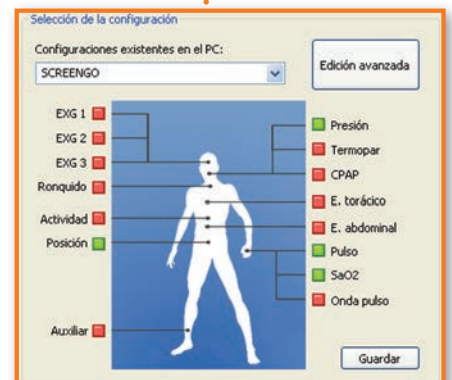 Selección de la configuración
Configuraciones existentes en el PC:
SCREENGO
Edición avanzada
EXG 1
EXG 2
EXG 3
Ronquido
Actividad
Posición
Auxiliar
Presión
Termopar
CPAP
E. torácico
E. abdominal
Pulso
SaO2
Onda pulso
Guardar